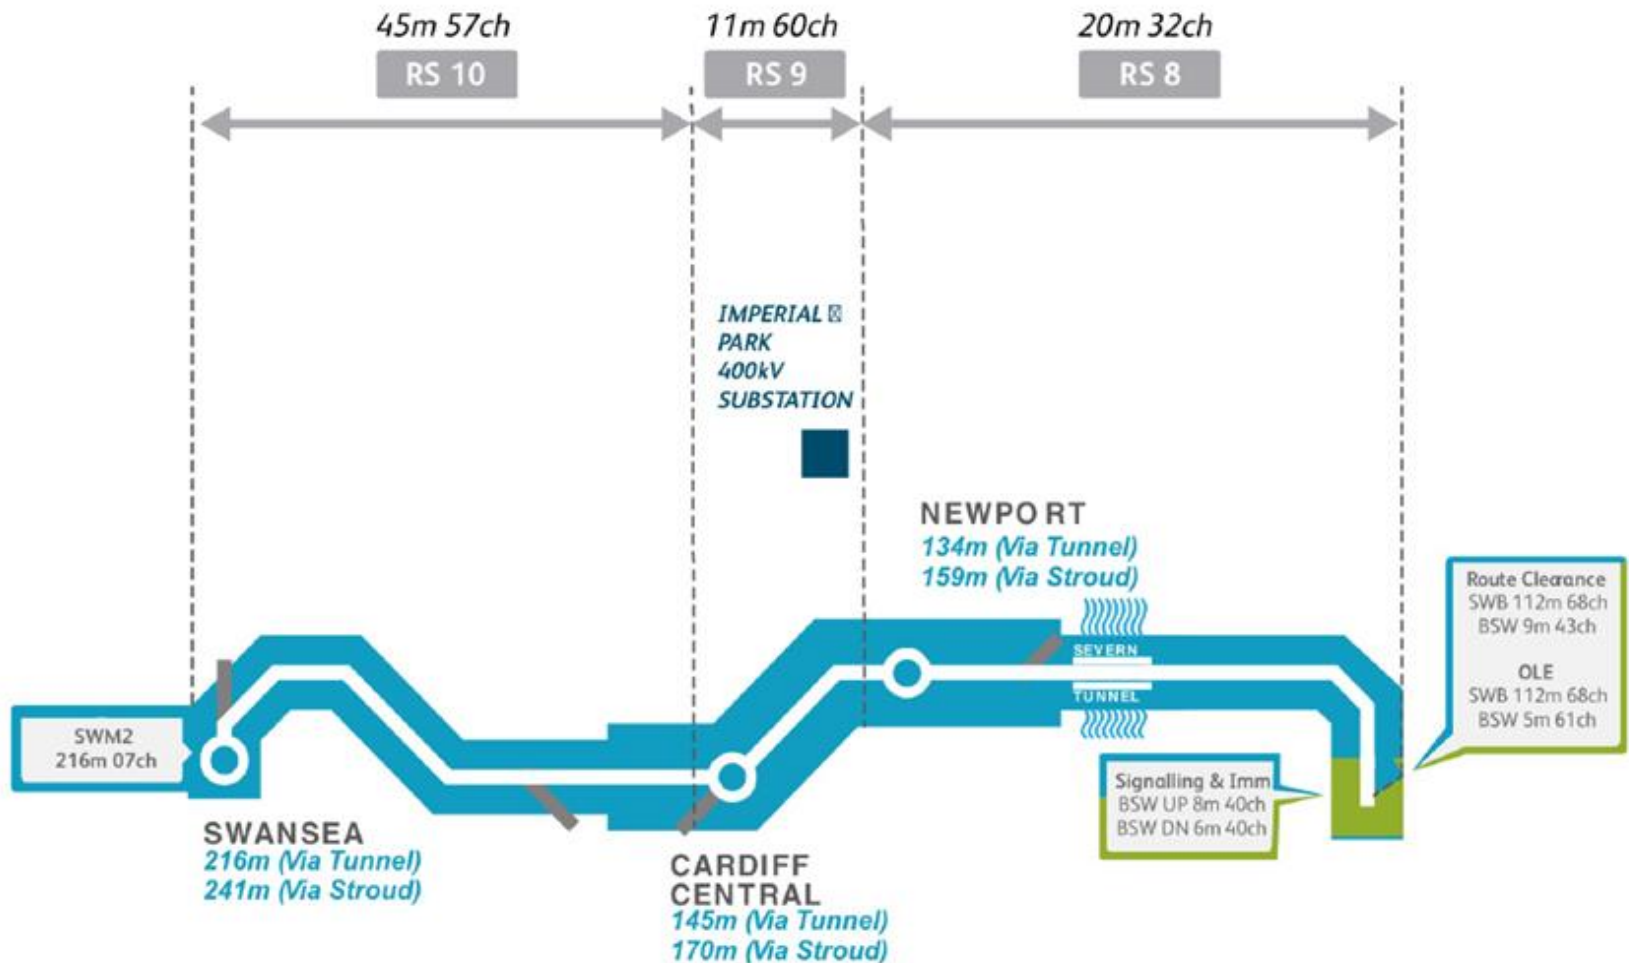 45m 57ch
11m 60ch
20m 32ch
RS 10
RS 9
RS 8
IMPERIAL
PARK
400kV
SUBSTATION
NEWPORT
134m (Via Tunnel)
159m (Via Stroud)
SEVERN
TUNNEL
Route Clearance
SWB 112m 68ch
BSW 9m 43ch
OLE
SWB 112m 68ch
BSW 5m 61ch
SWM2
216m 07ch
Signalling & Imm
BSW UP 8m 40ch
BSW DN 6m 40ch
SWANSEA
216m (Via Tunnel)
241m (Via Stroud)
CARDIFF
CENTRAL
145m (Via Tunnel)
170m (Via Stroud)